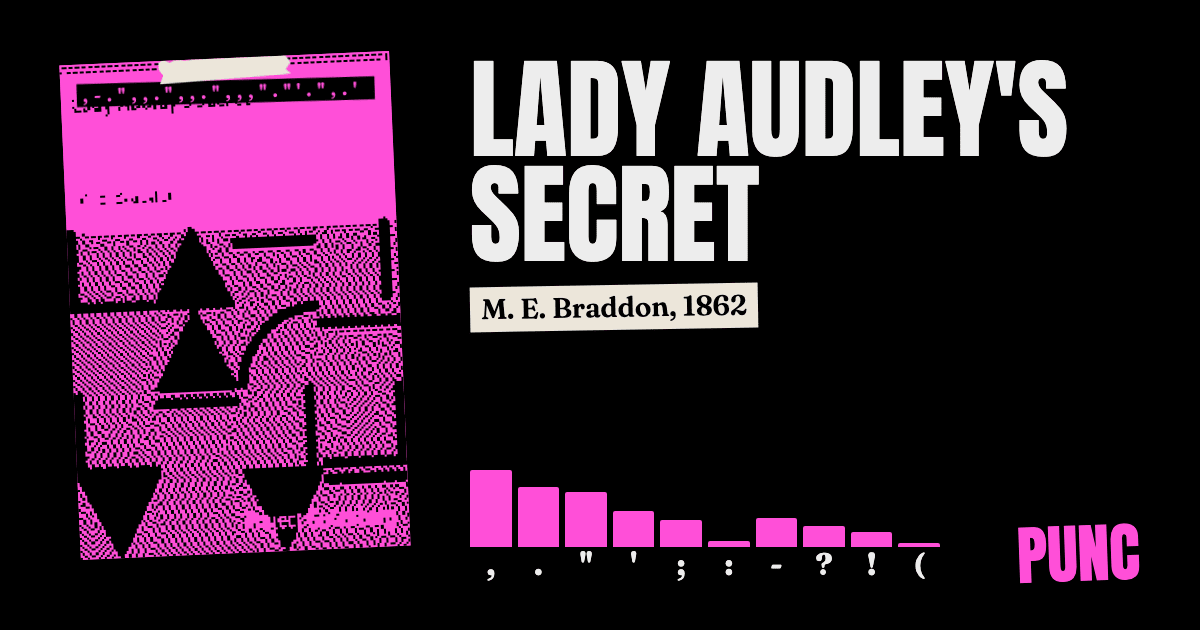 ,-.",,.",,.",,,"."'.",.'
LADY AUDLEY'S
SECRET
M. E. Braddon, 1862
, . " ' ; : - ? ! (
PUNC